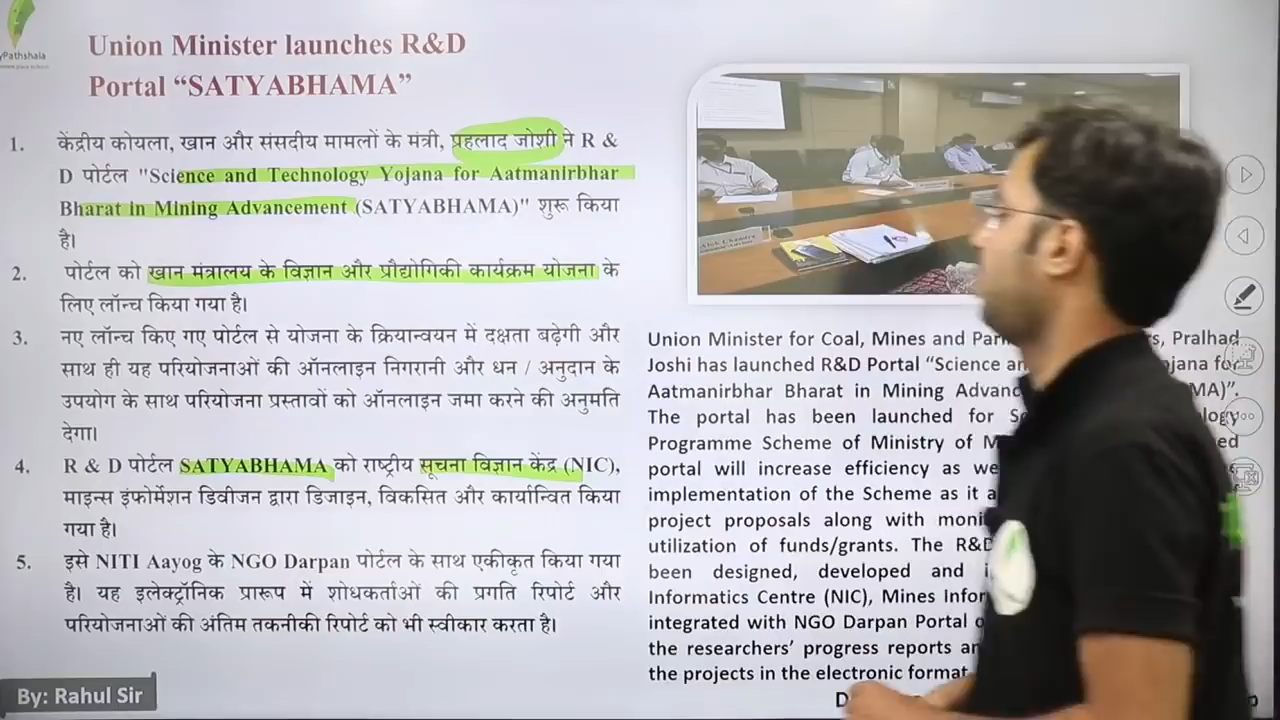 Pathshala
Union Minister launches R&D
Portal “SATYABHAMA”
1. केंद्रीय कोयला, खान और संसदीय मामलों के मंत्री, प्रहलाद जोशी ने R &
D पोर्टल "Science and Technology Yojana for Aatmanirbhar
Bharat in Mining Advancement (SATYABHAMA)" शुरू किया
है।
2. पोर्टल को खान मंत्रालय के विज्ञान और प्रौद्योगिकी कार्यक्रम योजना के
लिए लॉन्च किया गया है।
3. नए लॉन्च किए गए पोर्टल से योजना के क्रियान्वयन में दक्षता बढ़ेगी और
साथ ही यह परियोजनाओं की ऑनलाइन निगरानी और धन / अनुदान के
उपयोग के साथ परियोजना प्रस्तावों को ऑनलाइन जमा करने की अनुमति
देगा।
4. R & D पोर्टल SATYABHAMA को राष्ट्रीय सूचना विज्ञान केंद्र (NIC),
माइन्स इंफोर्मेशन डिवीजन द्वारा डिजाइन, विकसित और कार्यान्वित किया
गया है।
5. इसे NITI Aayog के NGO Darpan पोर्टल के साथ एकीकृत किया गया
है। यह इलेक्ट्रॉनिक प्रारूप में शोधकर्ताओं की प्रगति रिपोर्ट और
परियोजनाओं की अंतिम तकनीकी रिपोर्ट को भी स्वीकार करता है।
Union Minister for Coal, Mines and s, Pralhad
Joshi has launched R&D Portal “Science jana for
Aatmanirbhar Bharat in Mining MA)”.
The portal has been launched for logy
Programme Scheme of Ministry of ed
portal will increase efficiency as
implementation of the Scheme as it
project proposals along with
utilization of funds/grants. The R&D
been designed, developed and
Informatics Centre (NIC), Mines
integrated with NGO Darpan Portal
the researchers’ progress reports
the projects in the electronic format
By: Rahul Sir